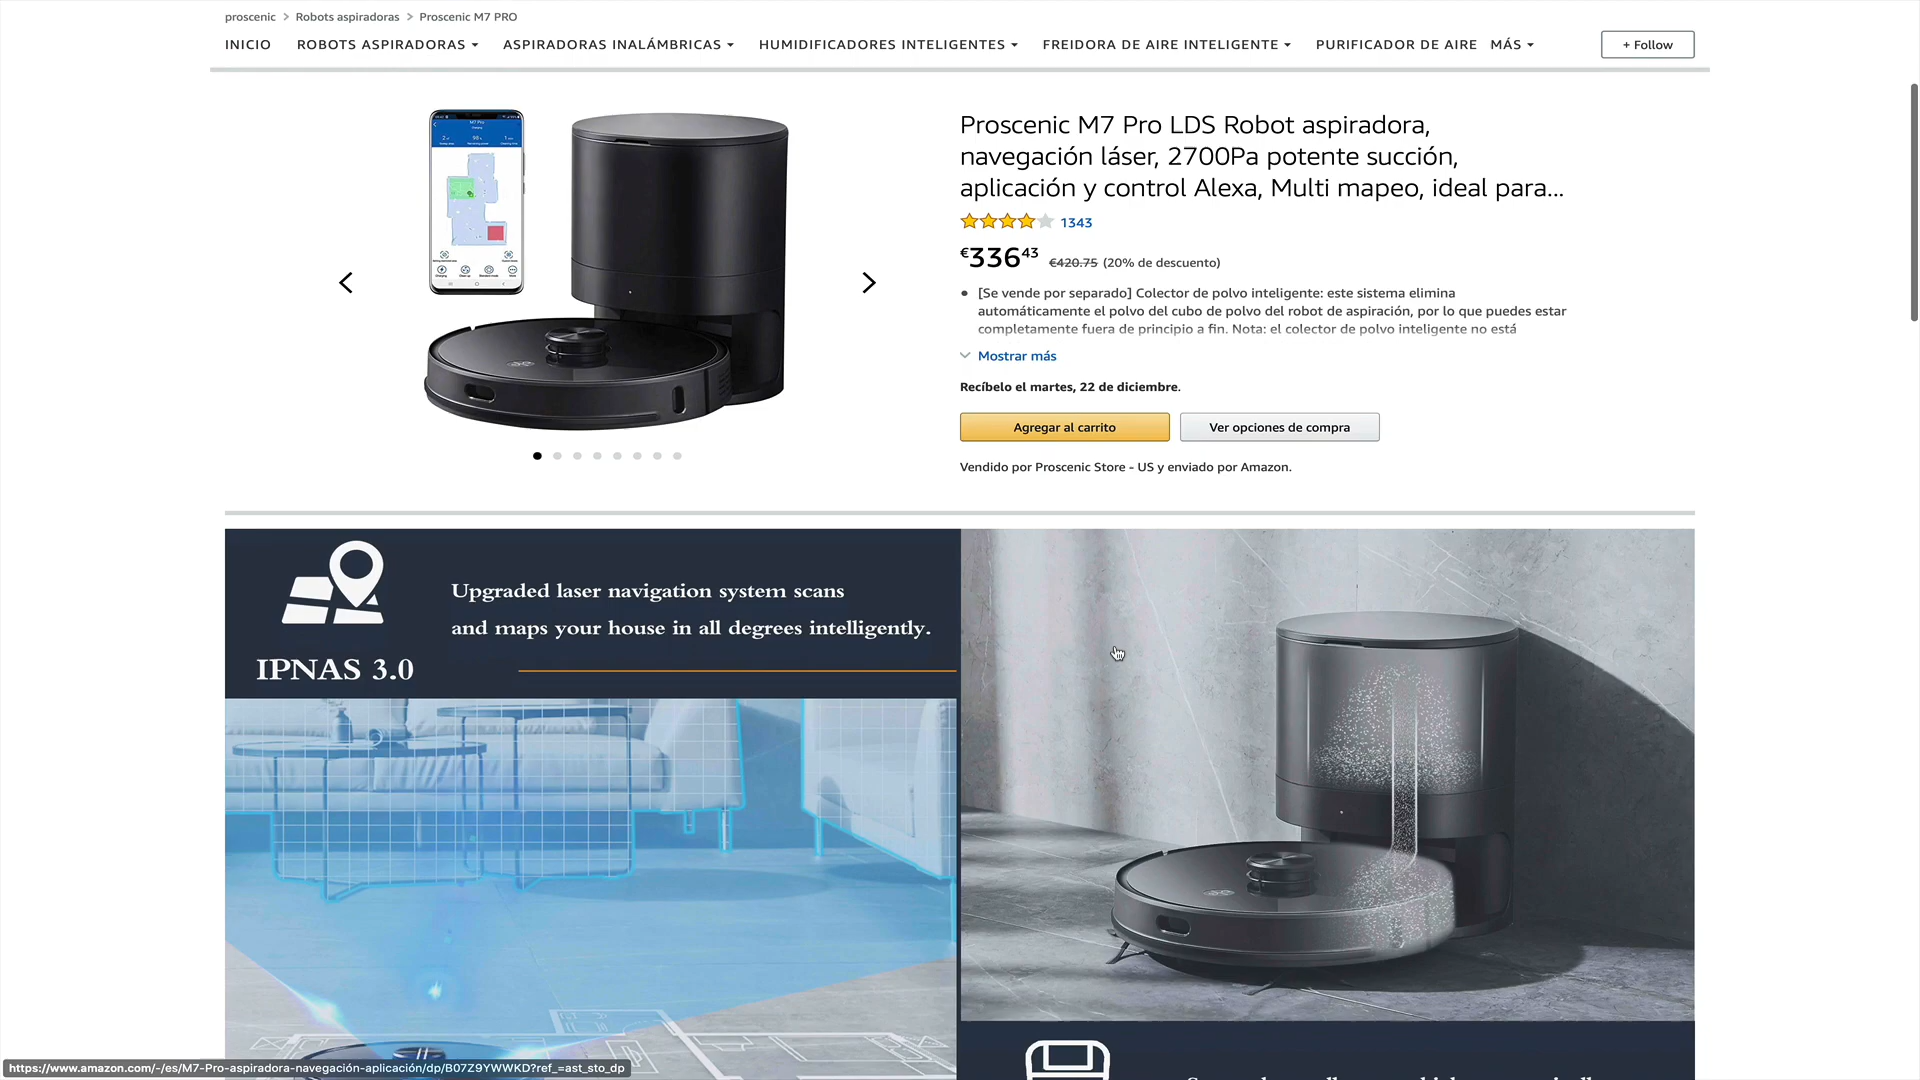 proscenic > Robots aspiradoras > Proscenic M7 PRO
INICIO ROBOTS ASPIRADORAS ASPIRADORAS INALÁMBRICAS HUMIDIFICADORES INTELIGENTES FREIDORA DE AIRE INTELIGENTE PURIFICADOR DE AIRE MÁS + Follow
M7 Pro
Proscenic M7 Pro LDS Robot aspiradora,
navegación láser, 2700Pa potente succión,
aplicación y control Alexa, Multi mapeo, ideal para...
1343
€336 43 €420.75 (20% de descuento)
[Se vende por separado] Colector de polvo inteligente: este sistema elimina
automáticamente el polvo del cubo de polvo del robot de aspiración, por lo que puedes estar
completamente fuera de principio a fin. Nota: el colector de polvo inteligente no está
Mostrar más
Recíbelo el martes, 22 de diciembre.
Agregar al carrito Ver opciones de compra
Vendido por Proscenic Store - US y enviado por Amazon.
Upgraded laser navigation system scans
and maps your house in all degrees intelligently.
IPNAS 3.0
https://www.amazon.com/-/es/M7-Pro-aspiradora-navegación-aplicación/dp/B07Z9YWWKD?ref_=ast_sto_dp